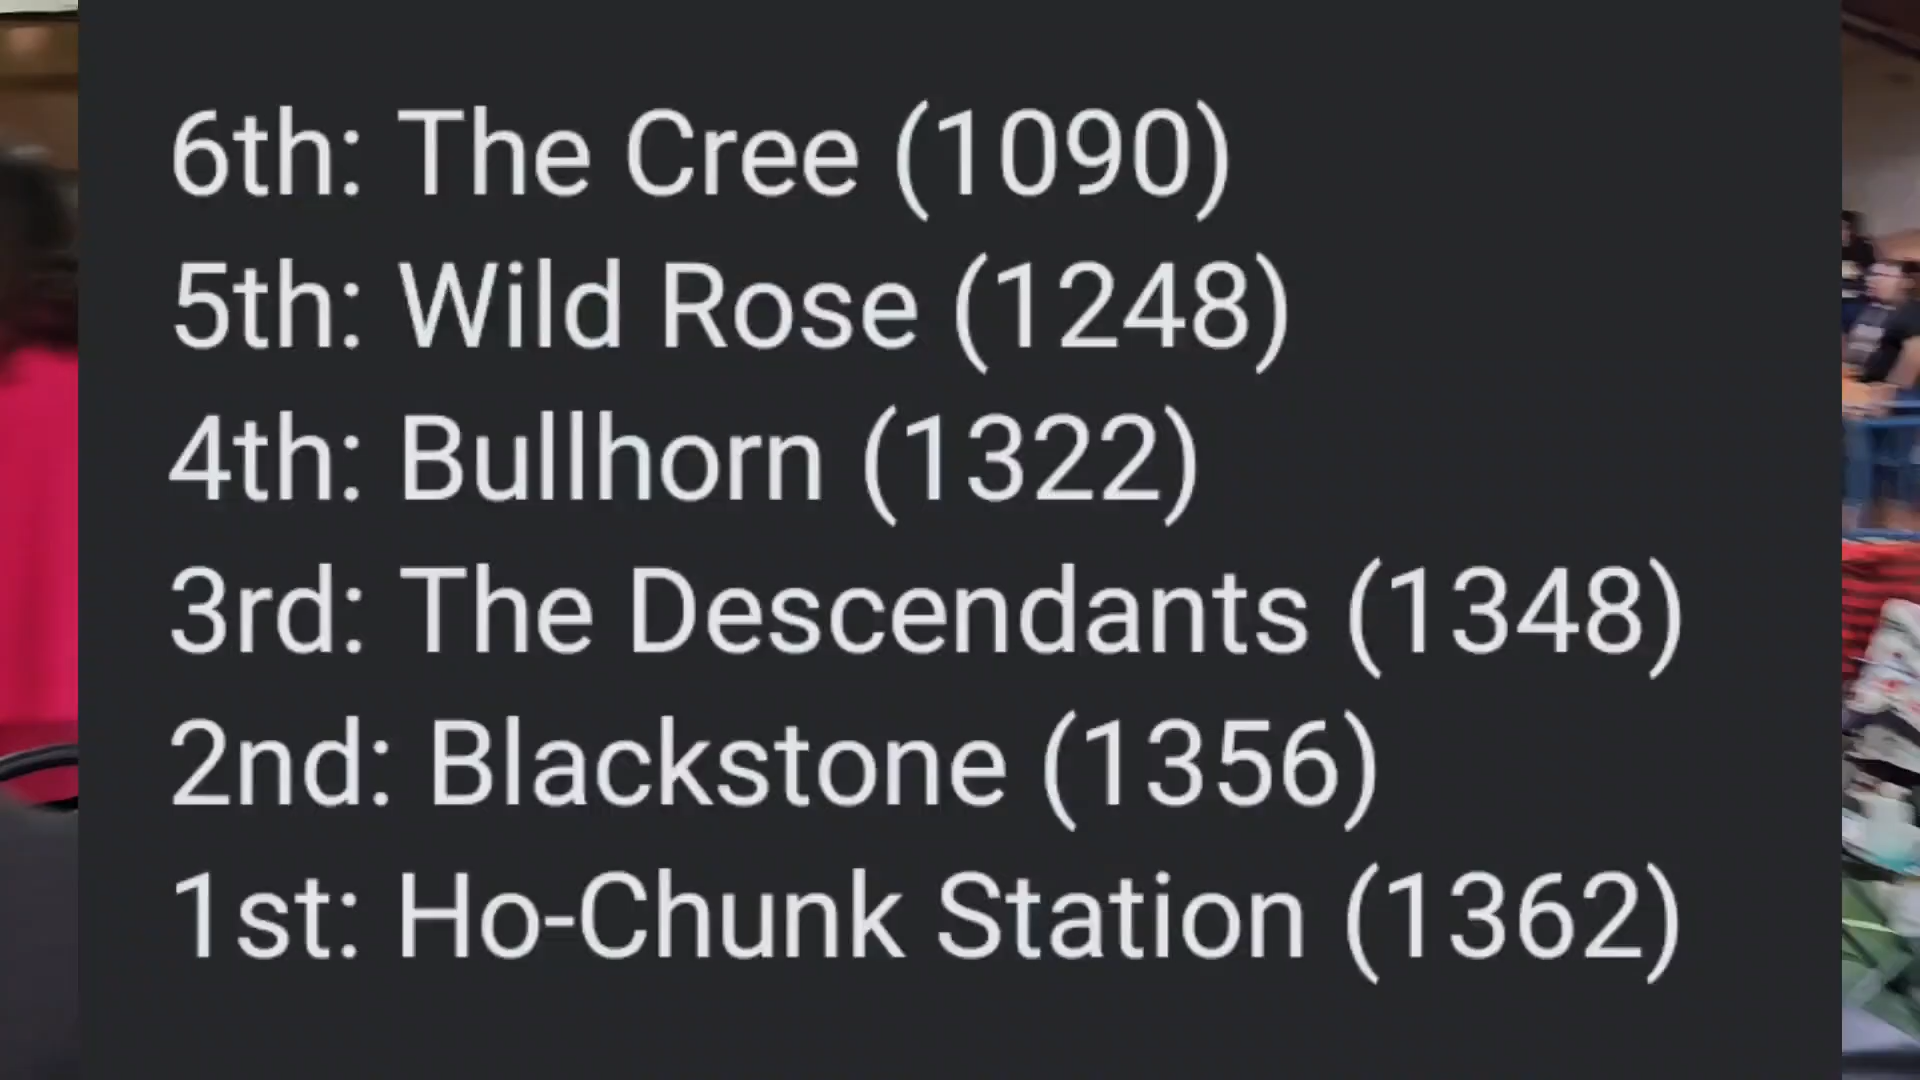 6th: The Cree (1090)
5th: Wild Rose (1248)
4th: Bullhorn (1322)
3rd: The Descendants (1348)
2nd: Blackstone (1356)
1st: Ho-Chunk Station (1362)